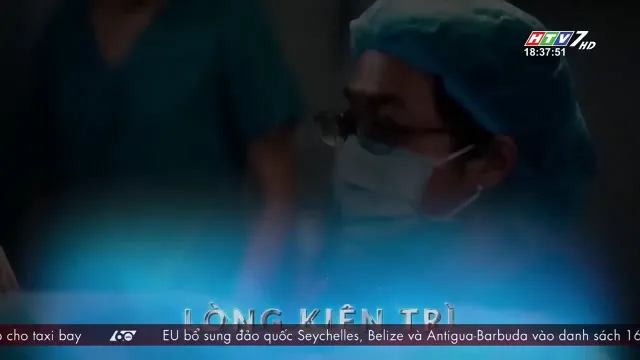 HTV7 HD
18:37:51
LÒNG KIÊN TRÌ
cho taxi bay
60 EU bổ sung đảo quốc Seychelles, Belize và Antigua-Barbuda vào danh sách 16